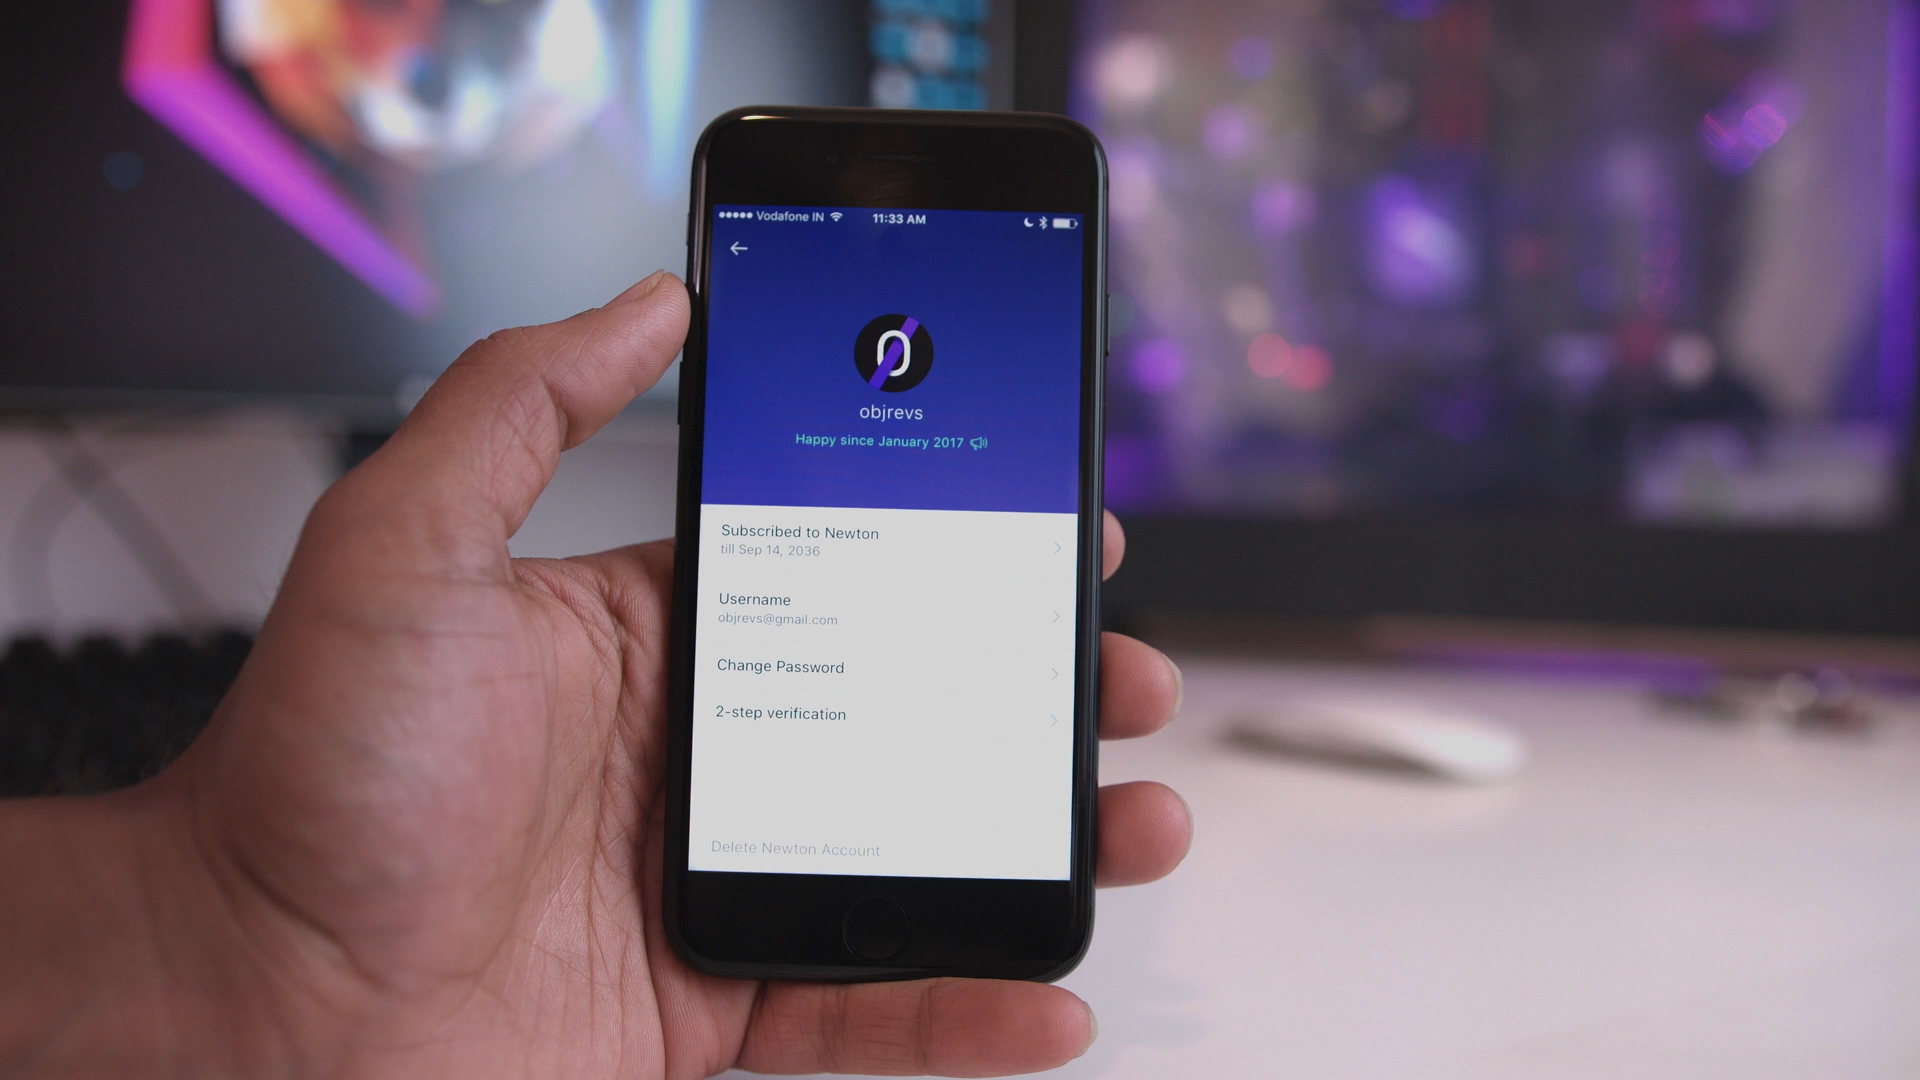 Vodafone IN 11:33 AM
0
objrevs
Happy since January 2017
Subscribed to Newton
till Sep 14, 2036
Username
objrevs@gmail.com
Change Password
2-step verification
Delete Newton Account